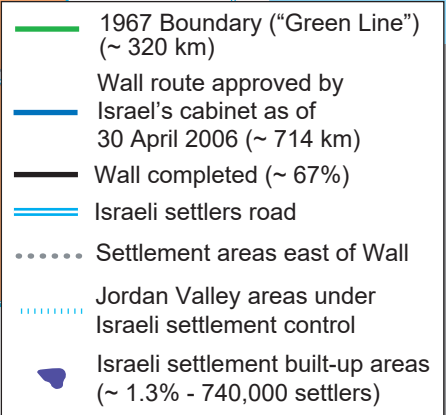 1967 Boundary (“Green Line”)
(~ 320 km)
Wall route approved by
Israel’s cabinet as of
30 April 2006 (~ 714 km)
Wall completed (~ 67%)
Israeli settlers road
Settlement areas east of Wall
Jordan Valley areas under
Israeli settlement control
Israeli settlement built-up areas
(~ 1.3% - 740,000 settlers)